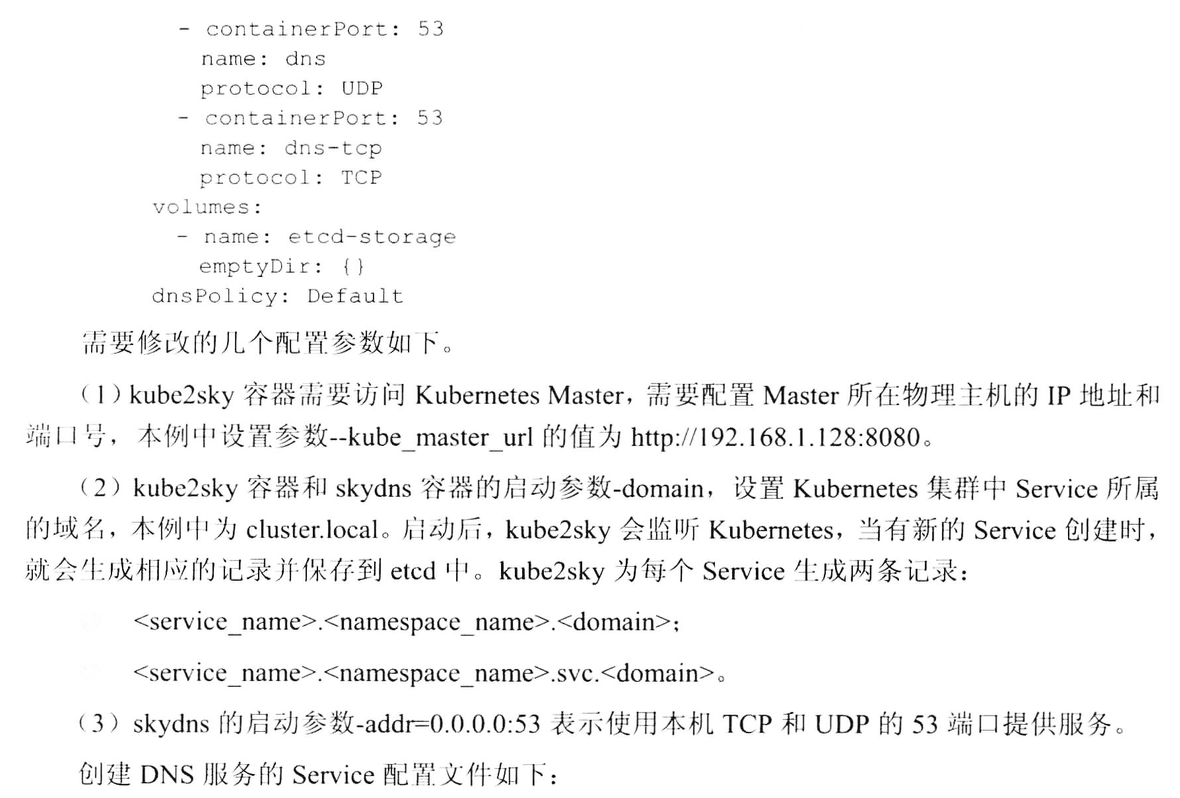 - containerPort: 53
name: dns
protocol: UDP
- containerPort: 53
name: dns-tcp
protocol: TCP
volumes:
- name: etcd-storage
emptyDir: {}
dnsPolicy: Default
需要修改的几个配置参数如下。
（1）kube2sky 容器需要访问 Kubernetes Master，需要配置 Master 所在物理主机的 IP 地址和
端口号，本例中设置参数--kube_master_url 的值为 http://192.168.1.128:8080。
（2）kube2sky 容器和 skydns 容器的启动参数-domain，设置 Kubernetes 集群中 Service 所属
的域名，本例中为 cluster.local。启动后，kube2sky 会监听 Kubernetes，当有新的 Service 创建时，
就会生成相应的记录并保存到 etcd 中。kube2sky 为每个 Service 生成两条记录：
<service_name>.<namespace_name>.<domain>；
<service_name>.<namespace_name>.svc.<domain>。
（3）skydns 的启动参数-addr=0.0.0.0:53 表示使用本机 TCP 和 UDP 的 53 端口提供服务。
创建 DNS 服务的 Service 配置文件如下：